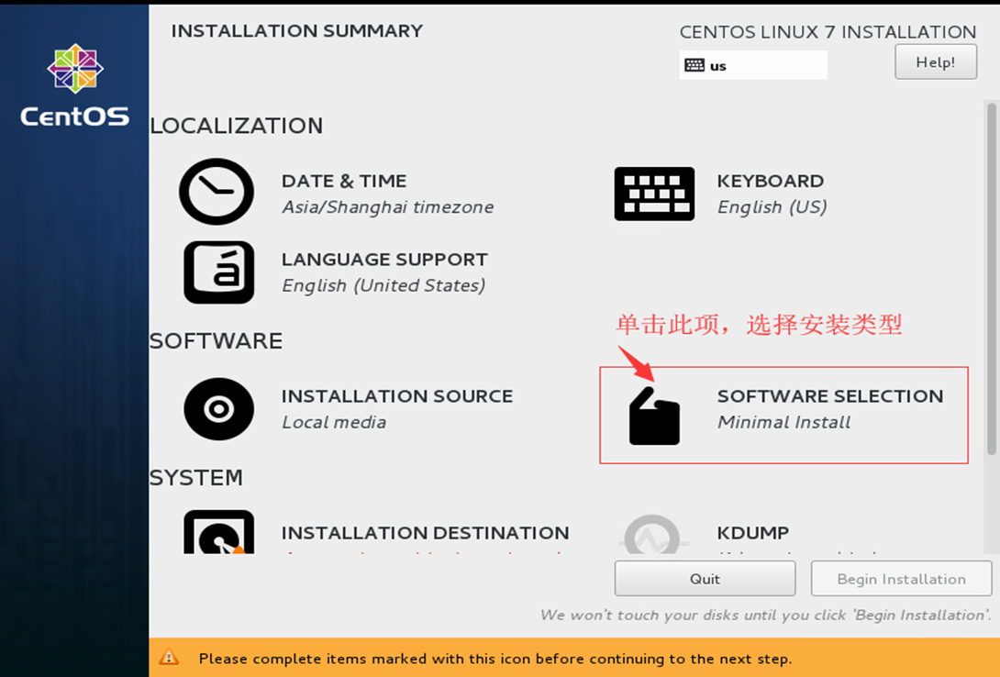 INSTALLATION SUMMARY
CENTOS LINUX 7 INSTALLATION
us
Help!
CentOS
LOCALIZATION
DATE & TIME
Asia/Shanghai timezone
KEYBOARD
English (US)
á
LANGUAGE SUPPORT
English (United States)
单击此项，选择安装类型
SOFTWARE
INSTALLATION SOURCE
Local media
SOFTWARE SELECTION
Minimal Install
SYSTEM
INSTALLATION DESTINATION
KDUMP
Quit
Begin Installation
We won't touch your disks until you click 'Begin Installation'.
Please complete items marked with this icon before continuing to the next step.